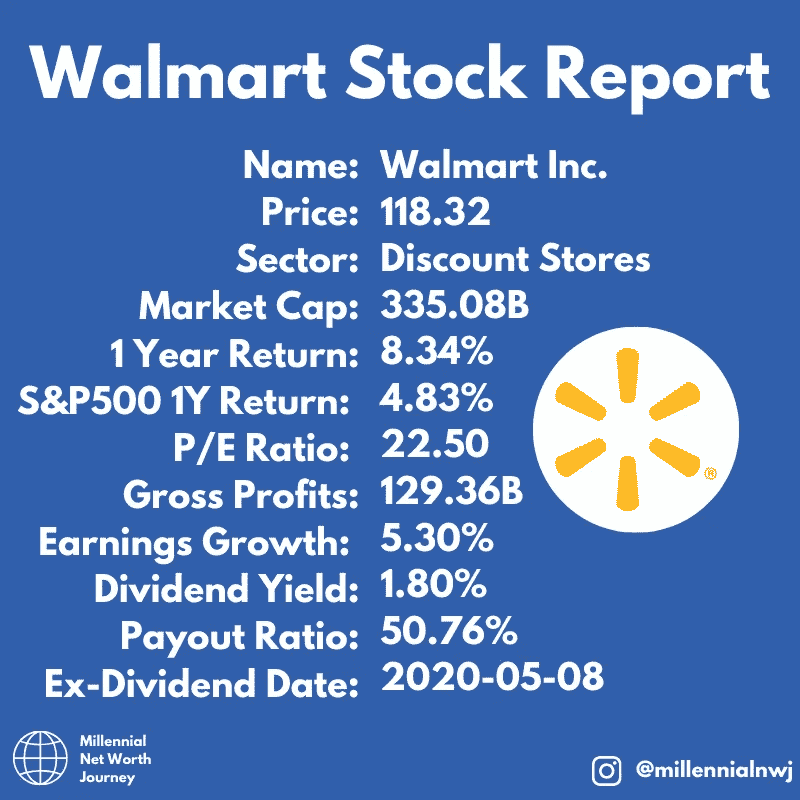 Walmart Stock Report
Name: Walmart Inc.
Price: 118.32
Sector: Discount Stores
Market Cap: 335.08B
1 Year Return: 8.34%
S&P500 1Y Return: 4.83%
P/E Ratio: 22.50
Gross Profits: 129.36B
Earnings Growth: 5.30%
Dividend Yield: 1.80%
Payout Ratio: 50.76%
Ex-Dividend Date: 2020-05-08
®
Millennial
Net Worth
Journey
@millennialnwj